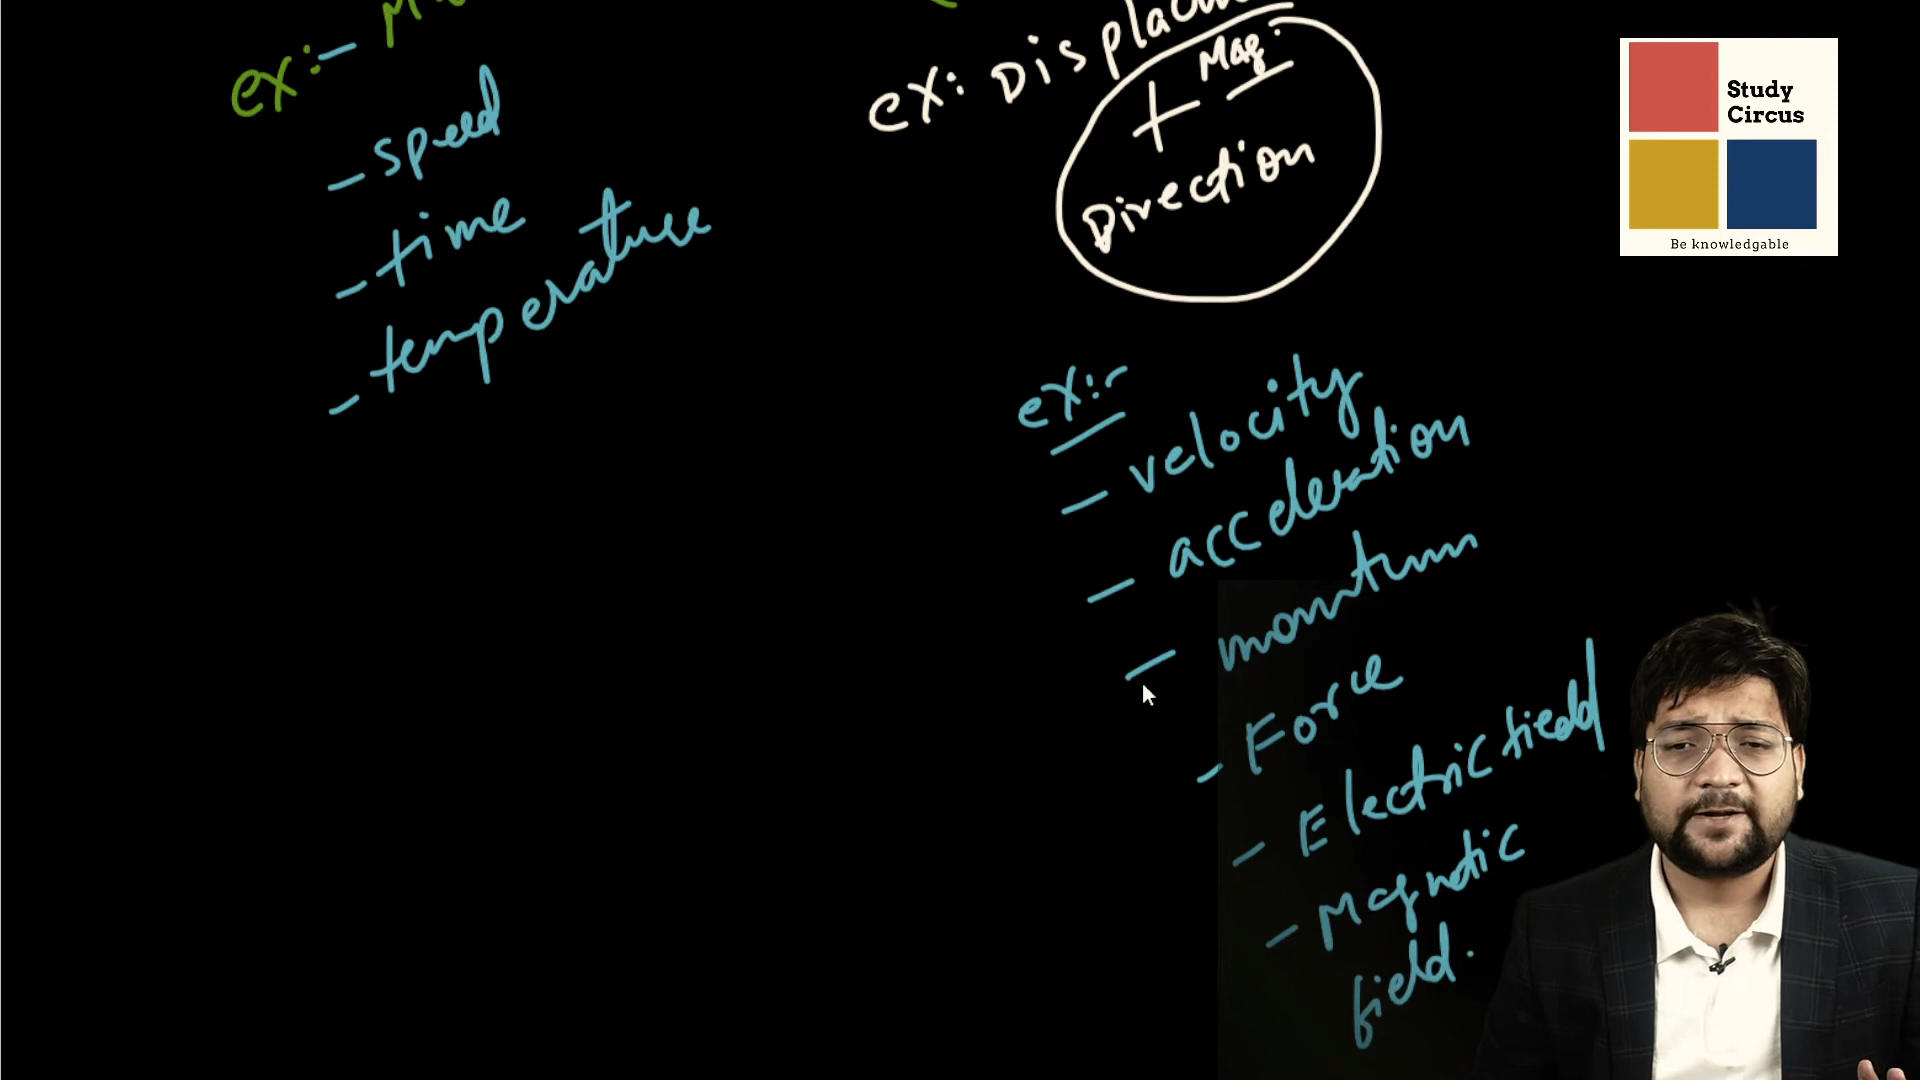 ex:-
- speed
- time
- temperature
ex: Displacem
+ Mag.
Direction
ex:-
- velocity
- acceleration
- momentum
- Force
- Electric field
- Magnetic
field.
Study
Circus
Be knowledgable